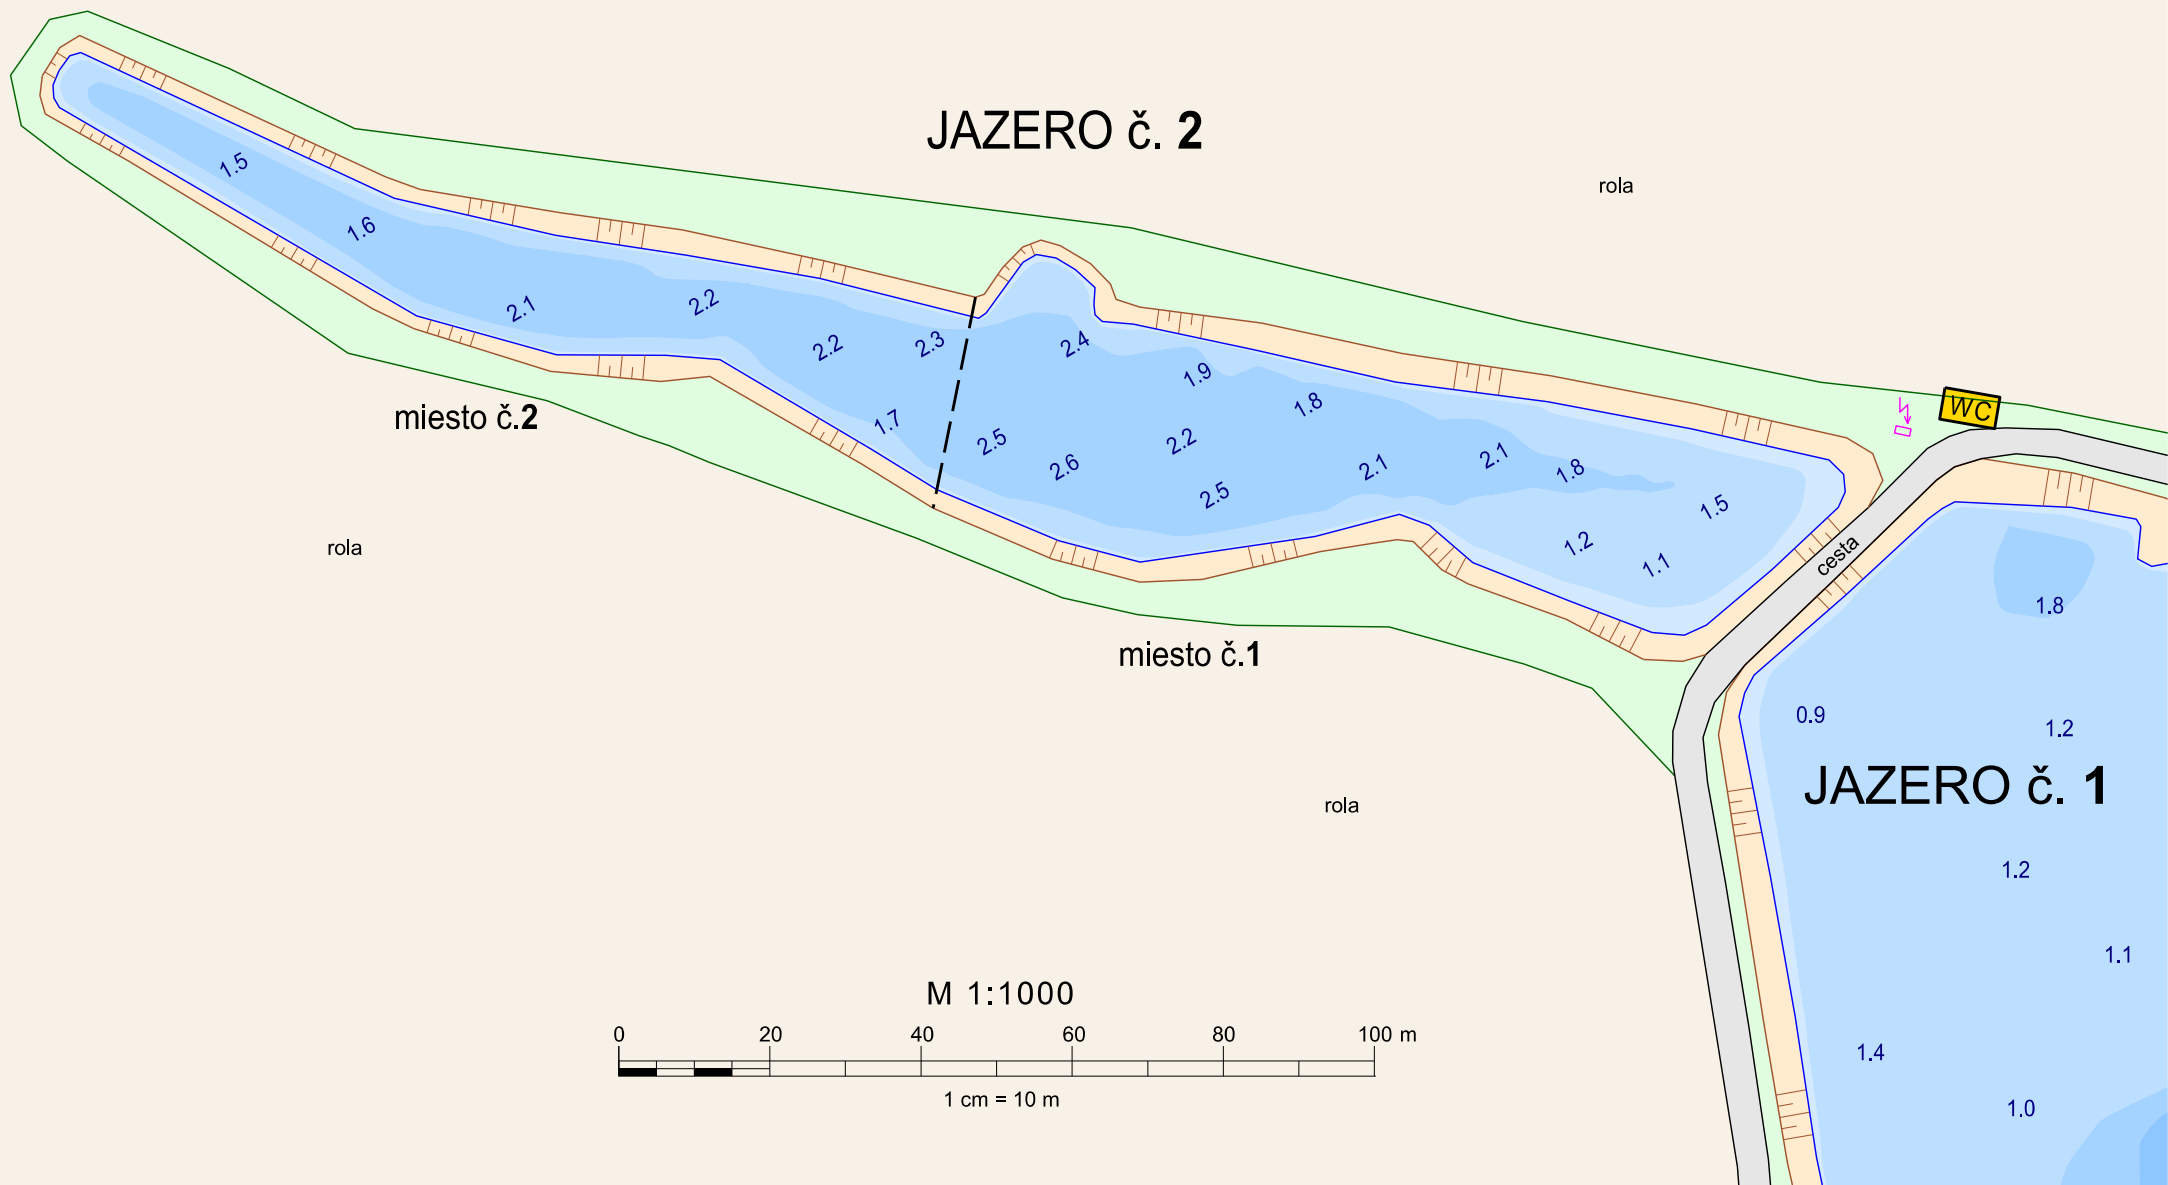 JAZERO č. 2
rola
1.5
1.6
2.1
2.2
2.2
2.3
2.4
1.9
1.8
1.7
2.5
2.6
2.2
2.5
2.1
2.1
1.8
1.5
1.2
1.1
WC
miesto č.2
rola
cesta
miesto č.1
1.8
0.9
1.2
JAZERO č. 1
rola
1.2
1.1
M 1:1000
0 20 40 60 80 100 m
1 cm = 10 m
1.4
1.0